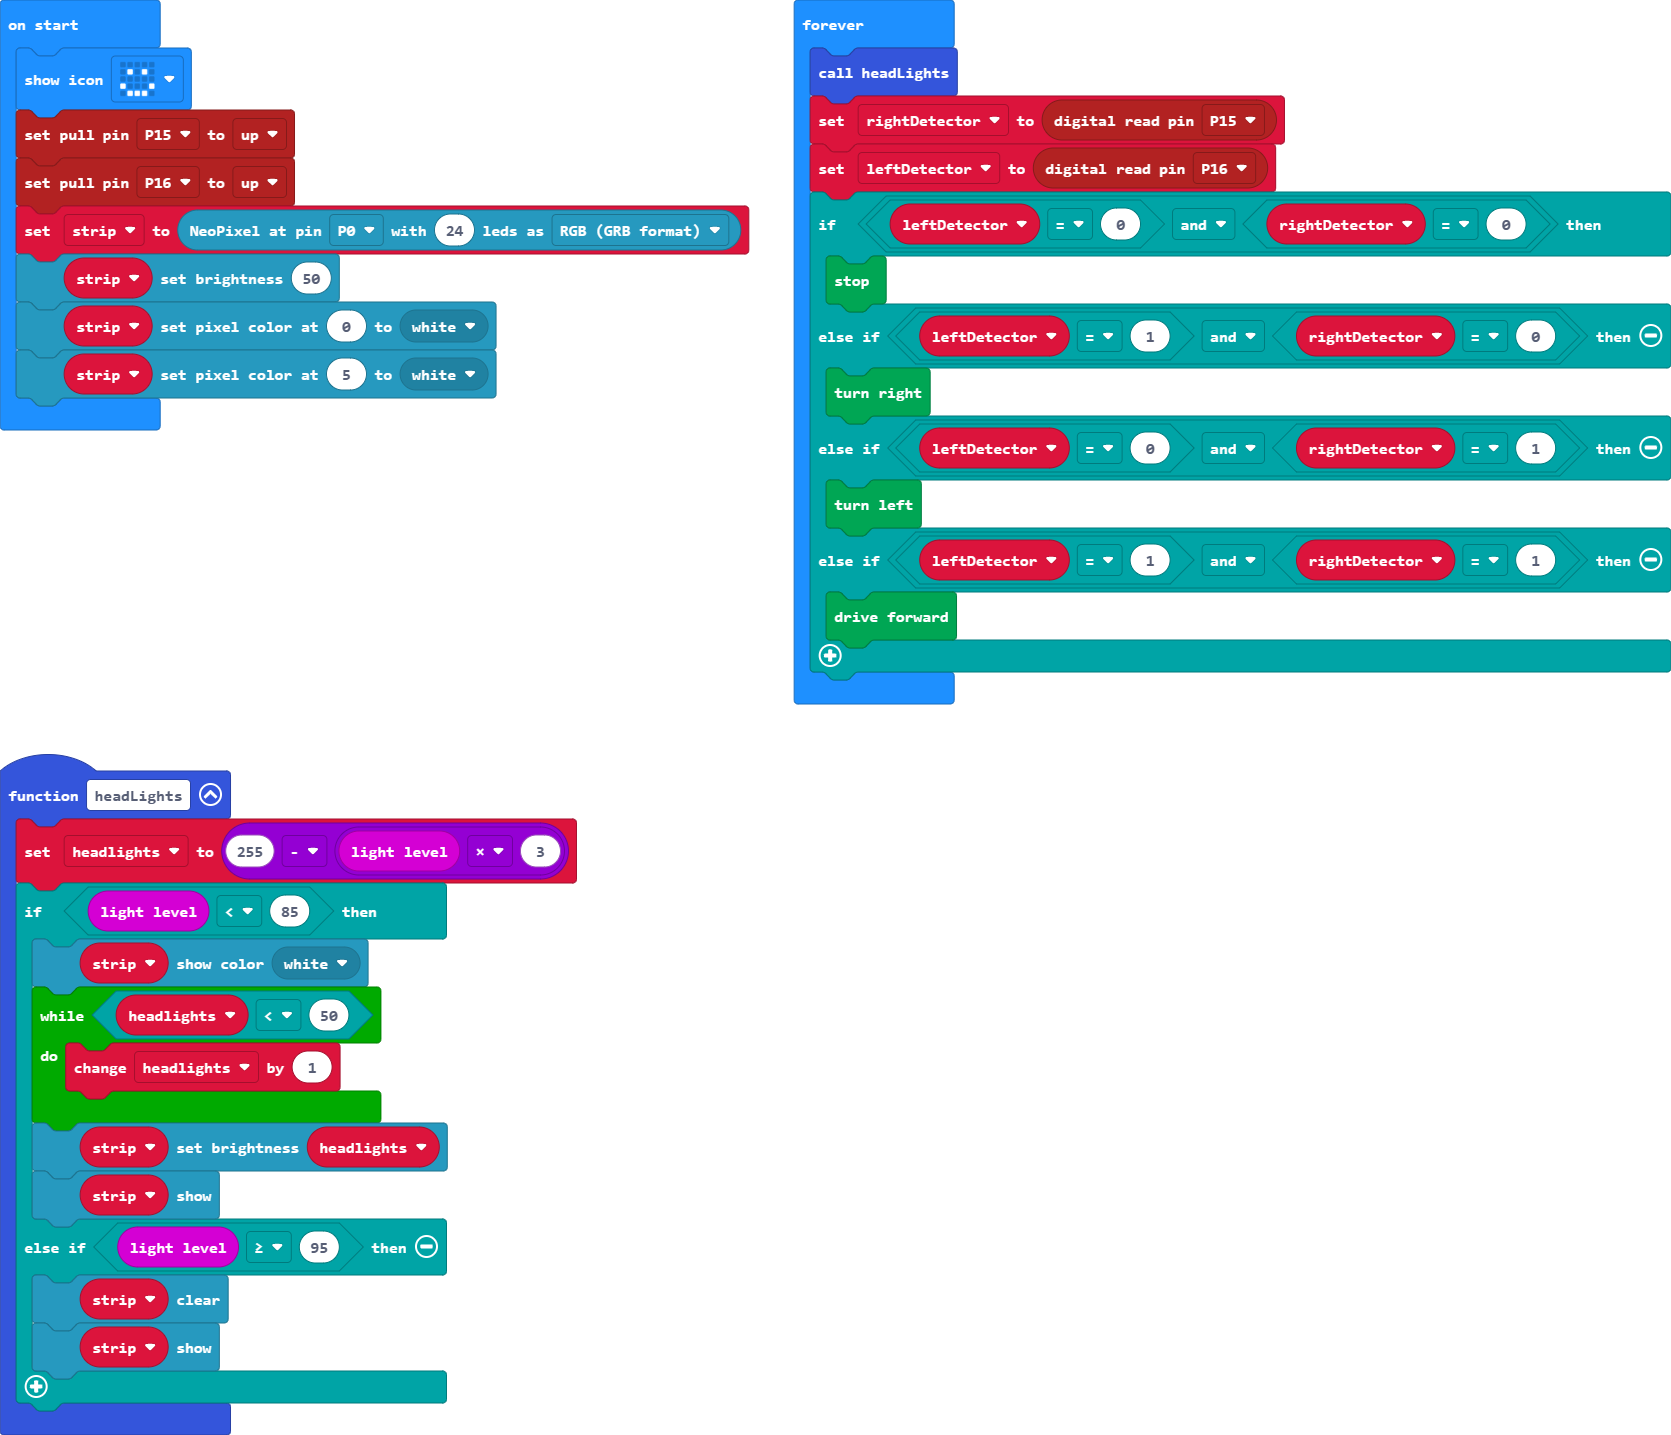 on start
show icon
set pull pin P15 to up
set pull pin P16 to up
set strip to NeoPixel at pin P0 with 24 leds as RGB (GRB format)
strip set brightness 50
strip set pixel color at 0 to white
strip set pixel color at 5 to white
forever
call headLights
set rightDetector to digital read pin P15
set leftDetector to digital read pin P16
if leftDetector = 0 and rightDetector = 0 then
stop
else if leftDetector = 1 and rightDetector = 0 then
turn right
else if leftDetector = 0 and rightDetector = 1 then
turn left
else if leftDetector = 1 and rightDetector = 1 then
drive forward
function headLights
set headlights to 255 - light level × 3
if light level < 85 then
strip show color white
while headlights < 50
do change headlights by 1
strip set brightness headlights
strip show
else if light level ≥ 95 then
strip clear
strip show